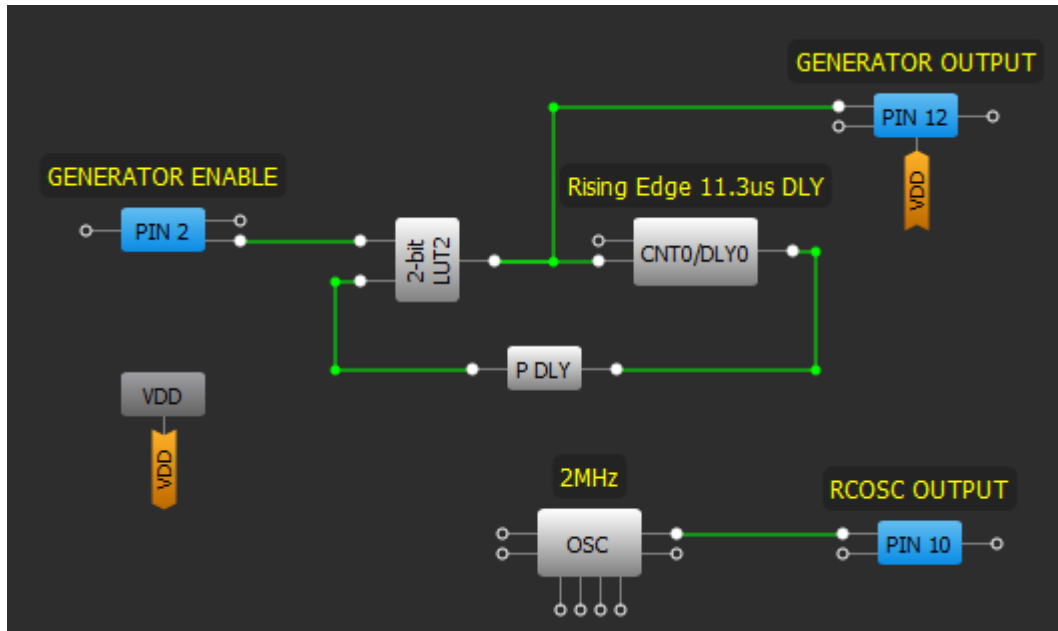 GENERATOR OUTPUT
PIN 12
VDD
GENERATOR ENABLE
PIN 2
Rising Edge 11.3us DLY
2-bit
LUT2
CNT0/DLY0
P DLY
VDD
VDD
2MHz
OSC
RCOSC OUTPUT
PIN 10